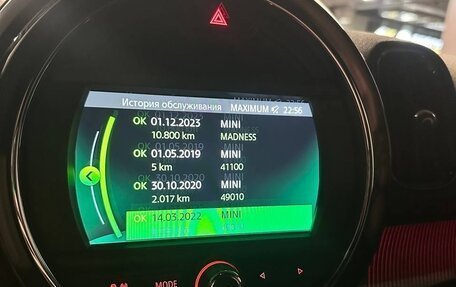 История обслуживания MAXIMUM 22:56
OK 01.12.2023 MINI
10.800 km MADNESS
OK 01.05.2019 MINI
5 km 41100
OK 30.10.2020 MINI
2.017 km 49010
OK 14.03.2022 MINI
MODE